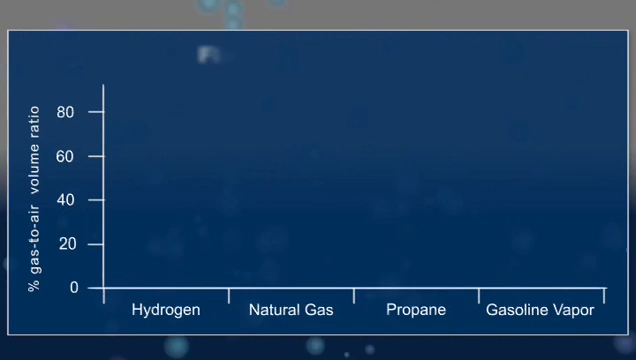 % gas-to-air volume ratio
80
60
40
20
0
Hydrogen Natural Gas Propane Gasoline Vapor